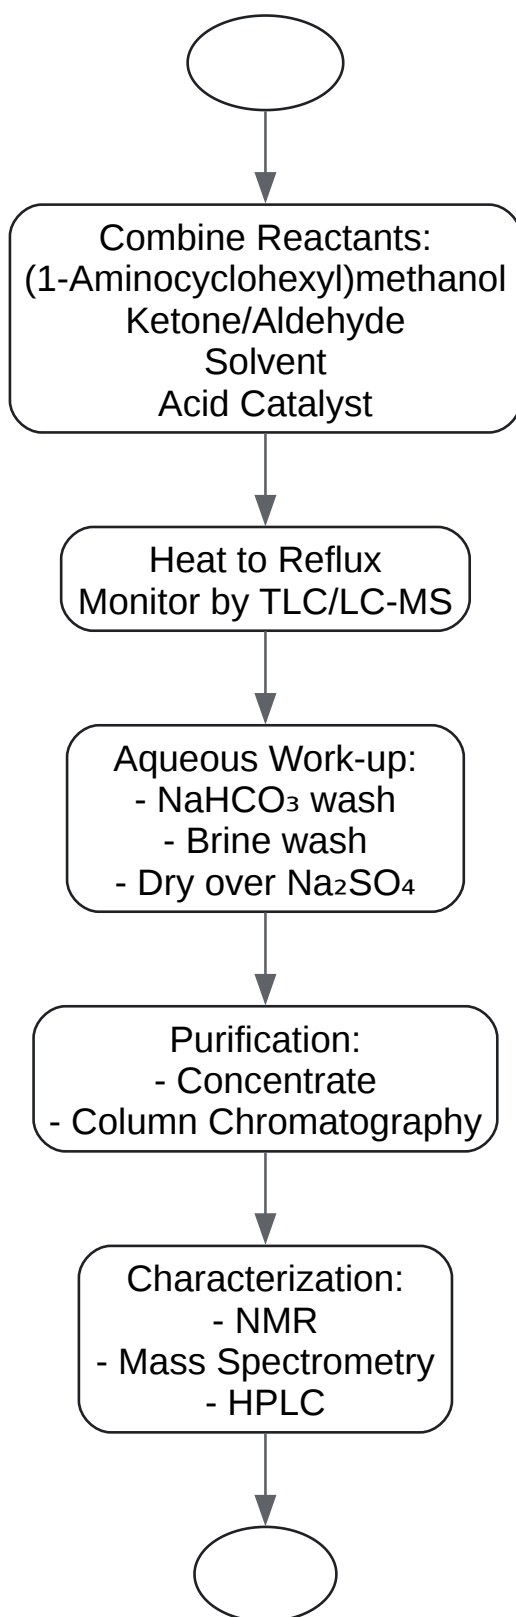 Combine Reactants:
(1-Aminocyclohexyl)methanol
Ketone/Aldehyde
Solvent
Acid Catalyst
Heat to Reflux
Monitor by TLC/LC-MS
Aqueous Work-up:
- NaHCO₃ wash
- Brine wash
- Dry over Na₂SO₄
Purification:
- Concentrate
- Column Chromatography
Characterization:
- NMR
- Mass Spectrometry
- HPLC